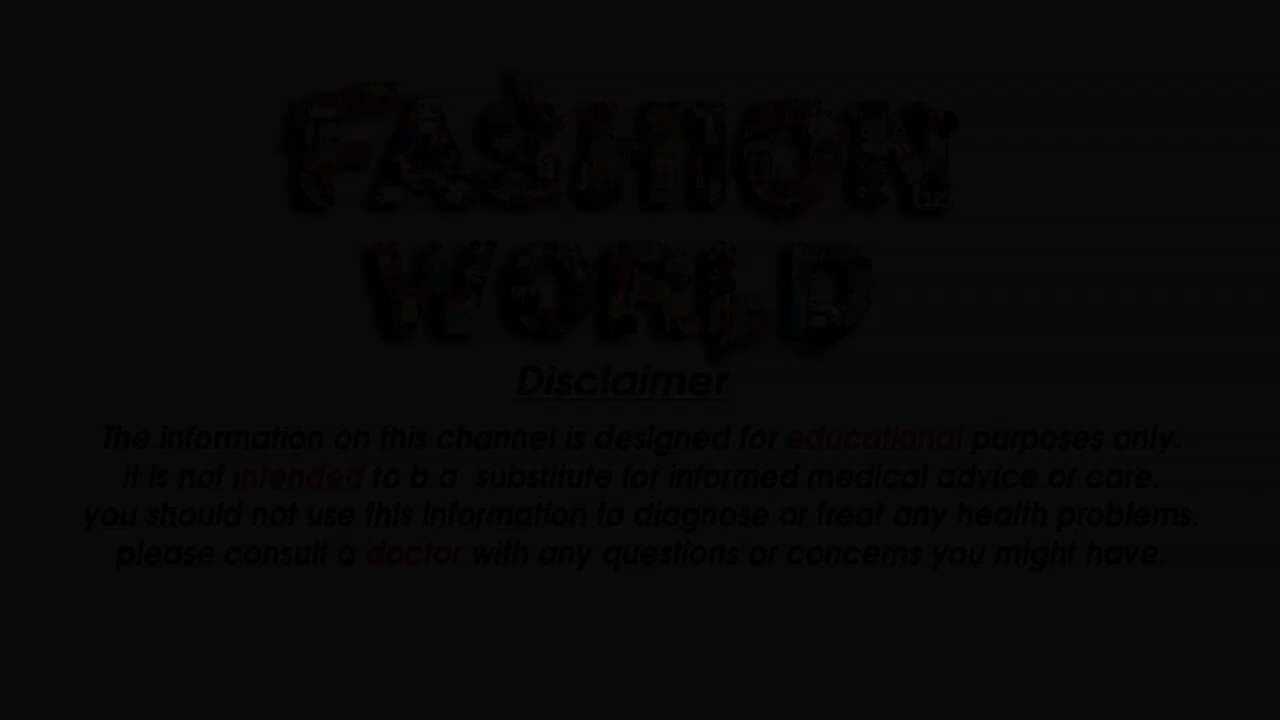 FASHION
WORLD
Disclaimer
The information on this channel is designed for educational purposes only.
it is not intended to b a substitute for informed medical advice or care.
you should not use this information to diagnose or treat any health problems.
please consult a doctor with any questions or concerns you might have.